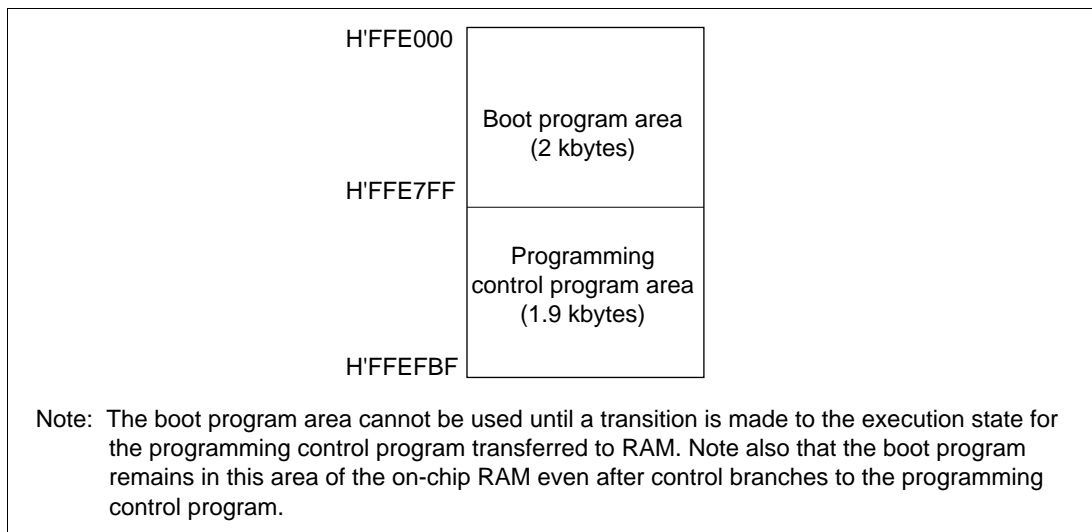 H'FFE000
Boot program area
(2 kbytes)
H'FFE7FF
Programming
control program area
(1.9 kbytes)
H'FFEFBF
Note: The boot program area cannot be used until a transition is made to the execution state for
the programming control program transferred to RAM. Note also that the boot program
remains in this area of the on-chip RAM even after control branches to the programming
control program.